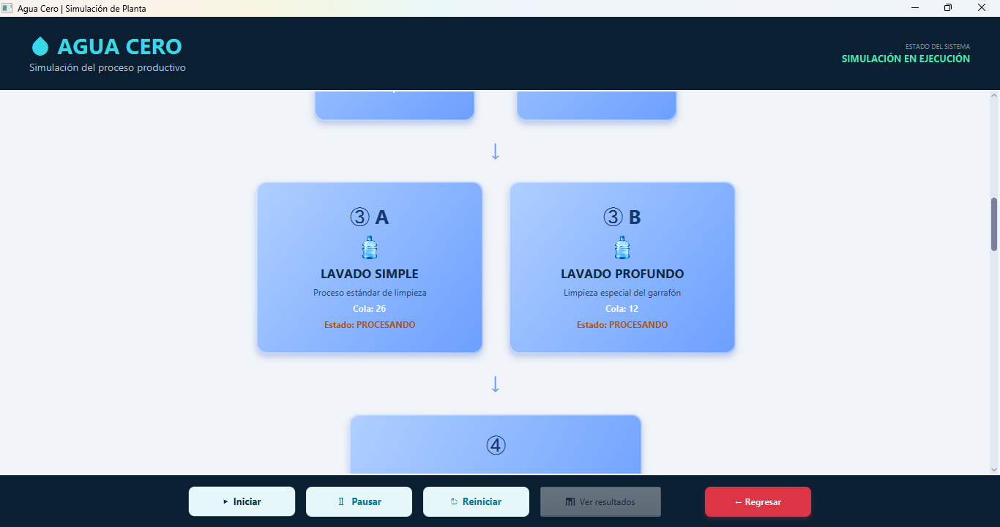 Agua Cero | Simulación de Planta
AGUA CERO
Simulación del proceso productivo
ESTADO DEL SISTEMA
SIMULACIÓN EN EJECUCIÓN
↓
③ A
LAVADO SIMPLE
Proceso estándar de limpieza
Cola: 26
Estado: PROCESANDO
③ B
LAVADO PROFUNDO
Limpieza especial del garrafón
Cola: 12
Estado: PROCESANDO
↓
④
Iniciar
Pausar
Reiniciar
Ver resultados
← Regresar